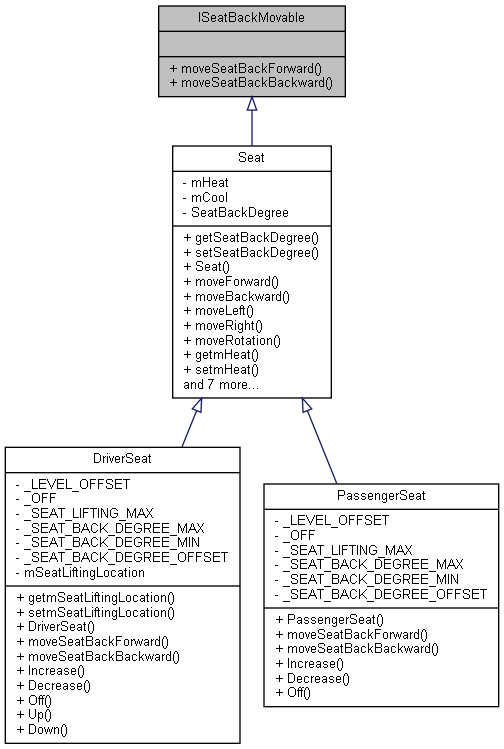 ISeatBackMovable
+ moveSeatBackForward()
+ moveSeatBackBackward()
Seat
- mHeat
- mCool
- SeatBackDegree
+ getSeatBackDegree()
+ setSeatBackDegree()
+ Seat()
+ moveForward()
+ moveBackward()
+ moveLeft()
+ moveRight()
+ moveRotation()
+ getmHeat()
+ setmHeat()
and 7 more...
DriverSeat
- _LEVEL_OFFSET
- _OFF
- _SEAT_LIFTING_MAX
- _SEAT_BACK_DEGREE_MAX
- _SEAT_BACK_DEGREE_MIN
- _SEAT_BACK_DEGREE_OFFSET
- mSeatLiftingLocation
+ getmSeatLiftingLocation()
+ setmSeatLiftingLocation()
+ DriverSeat()
+ moveSeatBackForward()
+ moveSeatBackBackward()
+ Increase()
+ Decrease()
+ Off()
+ Up()
+ Down()
PassengerSeat
- _LEVEL_OFFSET
- _OFF
- _SEAT_LIFTING_MAX
- _SEAT_BACK_DEGREE_MAX
- _SEAT_BACK_DEGREE_MIN
- _SEAT_BACK_DEGREE_OFFSET
+ PassengerSeat()
+ moveSeatBackForward()
+ moveSeatBackBackward()
+ Increase()
+ Decrease()
+ Off()